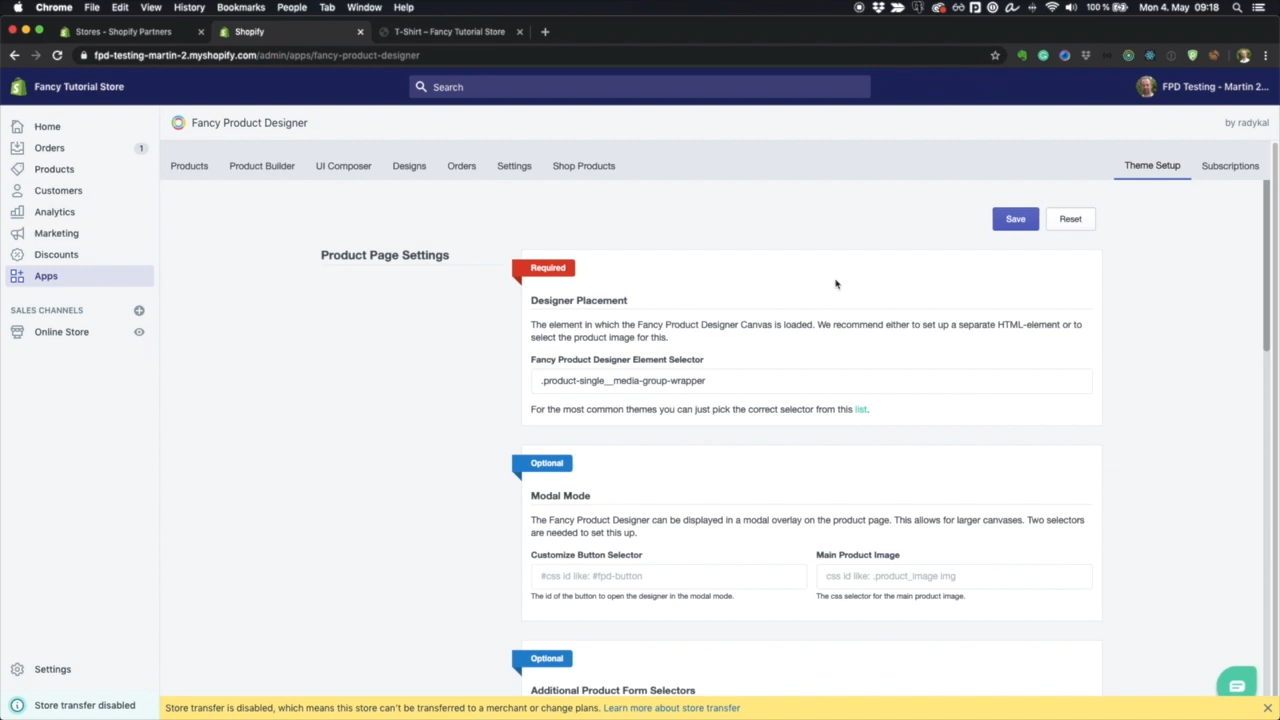 Chrome File Edit View History Bookmarks People Tab Window Help 100 % Mon 4. May 09:18
Stores - Shopify Partners Shopify T-Shirt – Fancy Tutorial Store
fpd-testing-martin-2.myshopify.com/admin/apps/fancy-product-designer
Fancy Tutorial Store Search FPD Testing - Martin 2...
Home
Orders 1
Products
Customers
Analytics
Marketing
Discounts
Apps
SALES CHANNELS
Online Store
Settings
Store transfer disabled
Fancy Product Designer by radykal
Products Product Builder UI Composer Designs Orders Settings Shop Products Theme Setup Subscriptions
Save Reset
Product Page Settings
Required
Designer Placement
The element in which the Fancy Product Designer Canvas is loaded. We recommend either to set up a separate HTML-element or to
select the product image for this.
Fancy Product Designer Element Selector
.product-single__media-group-wrapper
For the most common themes you can just pick the correct selector from this list.
Optional
Modal Mode
The Fancy Product Designer can be displayed in a modal overlay on the product page. This allows for larger canvases. Two selectors
are needed to set this up.
Customize Button Selector Main Product Image
#css id like: #fpd-button css id like: .product_image img
The id of the button to open the designer in the modal mode. The css selector for the main product image.
Optional
Additional Product Form Selectors
Store transfer is disabled, which means this store can't be transferred to a merchant or change plans. Learn more about store transfer